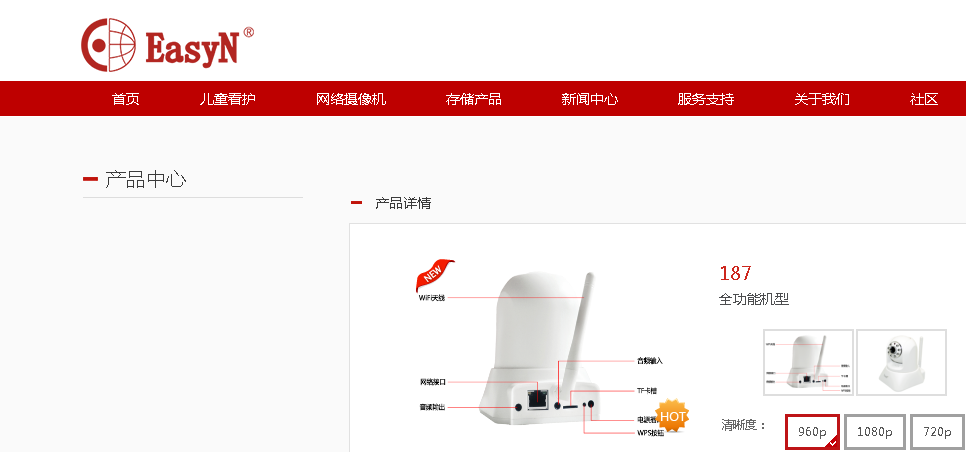 EasyN®
首页 儿童看护 网络摄像机 存储产品 新闻中心 服务支持 关于我们 社区
产品中心
产品详情
NEW
WiFi天线
网络接口
音频输出
音频输入
TF卡槽
电源插
WPS按钮
HOT
187
全功能机型
清晰度：
960p 1080p 720p